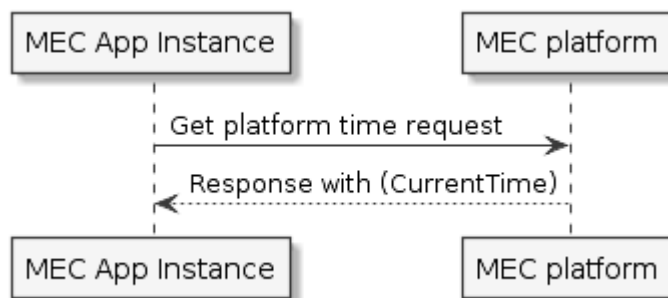 MEC App Instance
MEC platform
Get platform time request
Response with (CurrentTime)
MEC App Instance
MEC platform